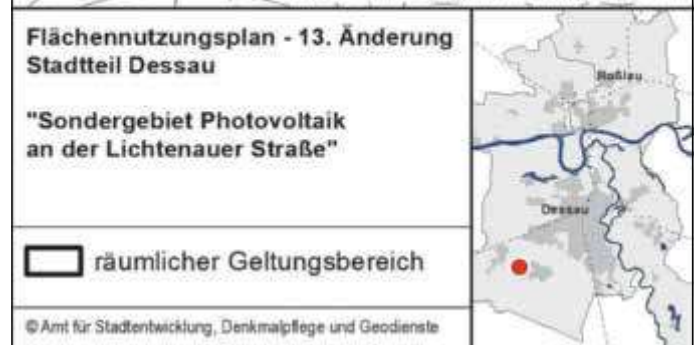 Flächennutzungsplan - 13. Änderung
Stadtteil Dessau
"Sondergebiet Photovoltaik
an der Lichtenauer Straße"
räumlicher Geltungsbereich
© Amt für Stadtentwicklung, Denkmalpflege und Geodienste
Roßlau
Dessau